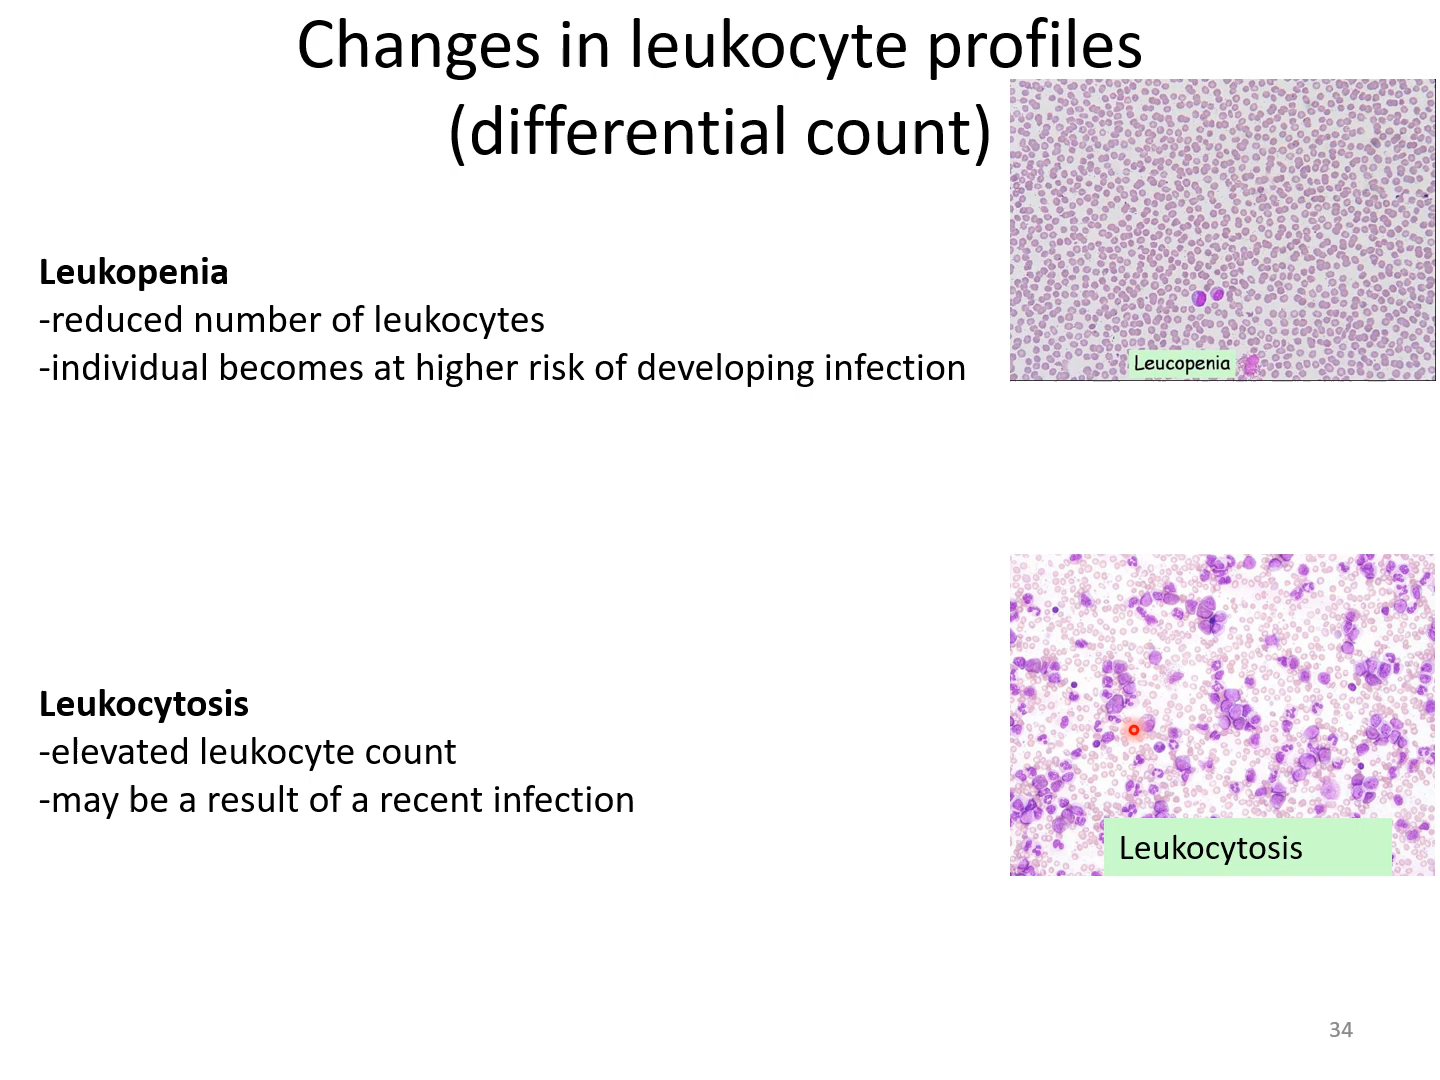 Changes in leukocyte profiles
(differential count)
Leukopenia
-reduced number of leukocytes
-individual becomes at higher risk of developing infection
Leucopenia
Leukocytosis
-elevated leukocyte count
-may be a result of a recent infection
Leukocytosis
34